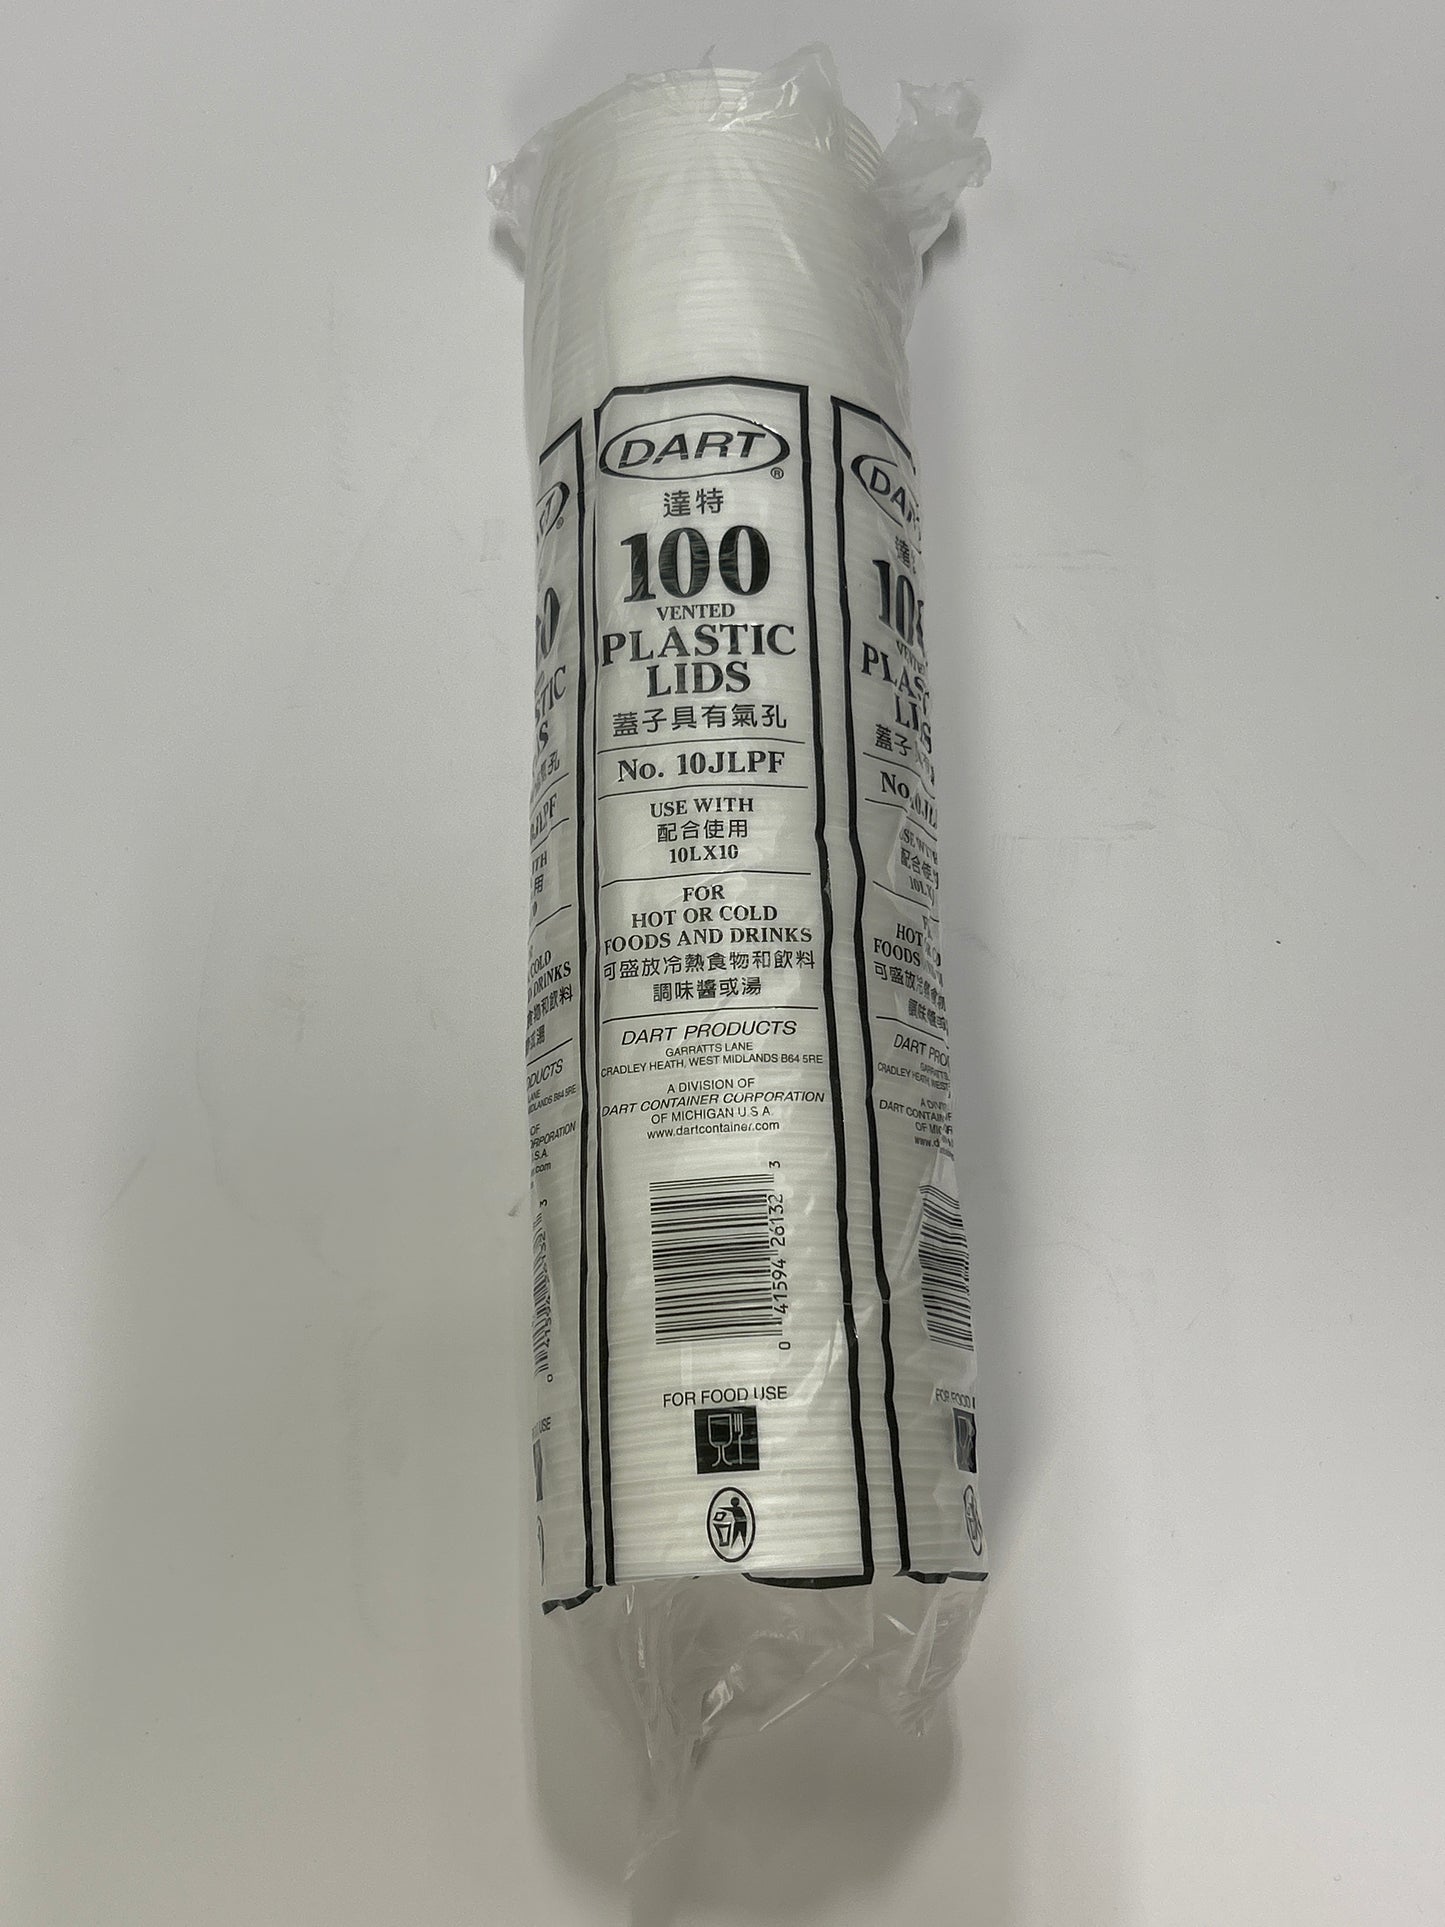 DART®
達特
100
VENTED
PLASTIC
LIDS
蓋子具有氣孔
No. 10JLPF
USE WITH
配合使用
10LX10
FOR
HOT OR COLD
FOODS AND DRINKS
可盛放冷熱食物和飲料
調味醬或湯
DART PRODUCTS
GARRATTS LANE
CRADLEY HEATH, WEST MIDLANDS B64 5RE
A DIVISION OF
DART CONTAINER CORPORATION
OF MICHIGAN U.S.A.
www.dartcontainer.com
0 41594 26132 3
FOR FOOD USE